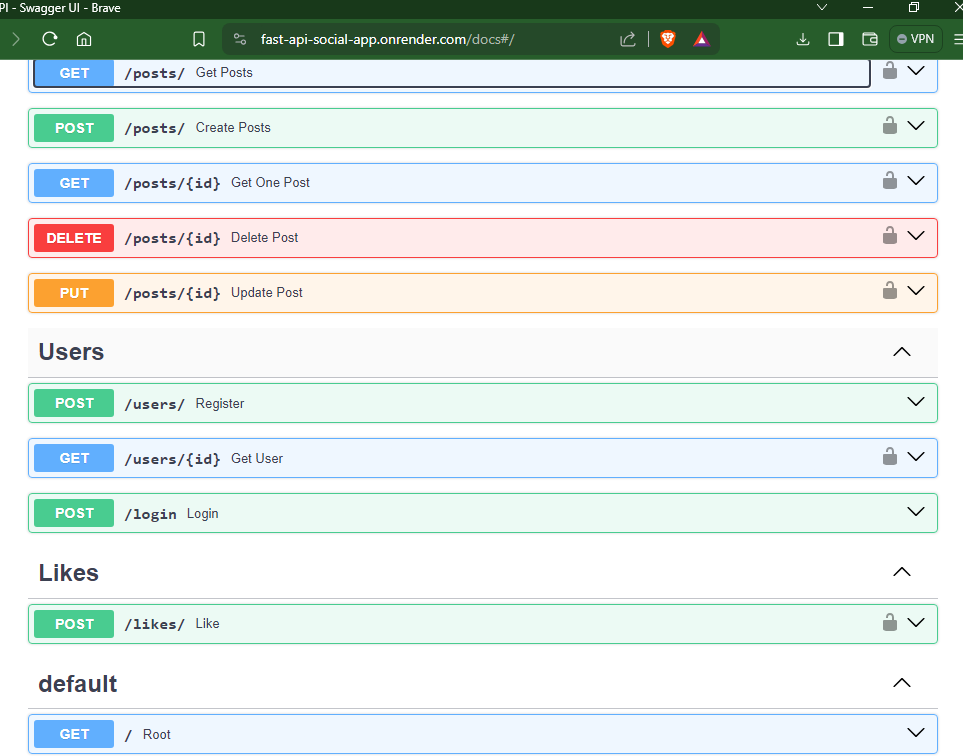 PI - Swagger UI - Brave
fast-api-social-app.onrender.com/docs#/
VPN
GET /posts/ Get Posts
POST /posts/ Create Posts
GET /posts/{id} Get One Post
DELETE /posts/{id} Delete Post
PUT /posts/{id} Update Post
Users
POST /users/ Register
GET /users/{id} Get User
POST /login Login
Likes
POST /likes/ Like
default
GET / Root